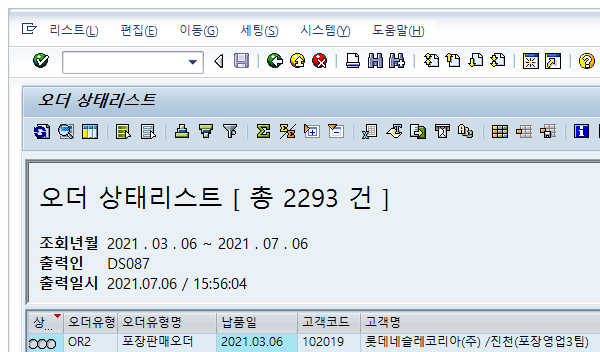 리스트(L) 편집(E) 이동(G) 세팅(S) 시스템(Y) 도움말(H)
오더 상태리스트
오더 상태리스트 [ 총 2293 건 ]
조회년월 2021 . 03 . 06 ~ 2021 . 07 . 06
출력인 DS087
출력일시 2021.07.06 / 15:56:04
상... 오더유형 오더유형명 납품일 고객코드 고객명
OR2 포장판매오더 2021.03.06 102019 롯데네슬레코리아(주) /진천(포장영업3팀)